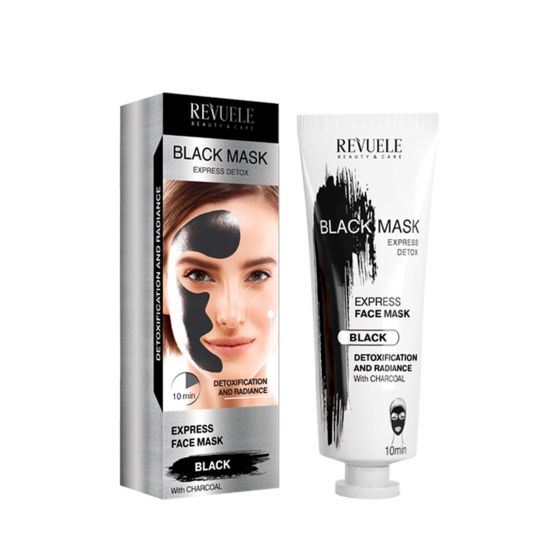 REVUELE
BEAUTY & CARE
BLACK MASK
EXPRESS DETOX
DETOXIFICATION AND RADIANCE
10 min
DETOXIFICATION
AND RADIANCE
EXPRESS
FACE MASK
BLACK
With CHARCOAL
REVUELE
BEAUTY & CARE
BLACK MASK
EXPRESS
DETOX
EXPRESS
FACE MASK
BLACK
DETOXIFICATION
AND RADIANCE
With CHARCOAL
10min